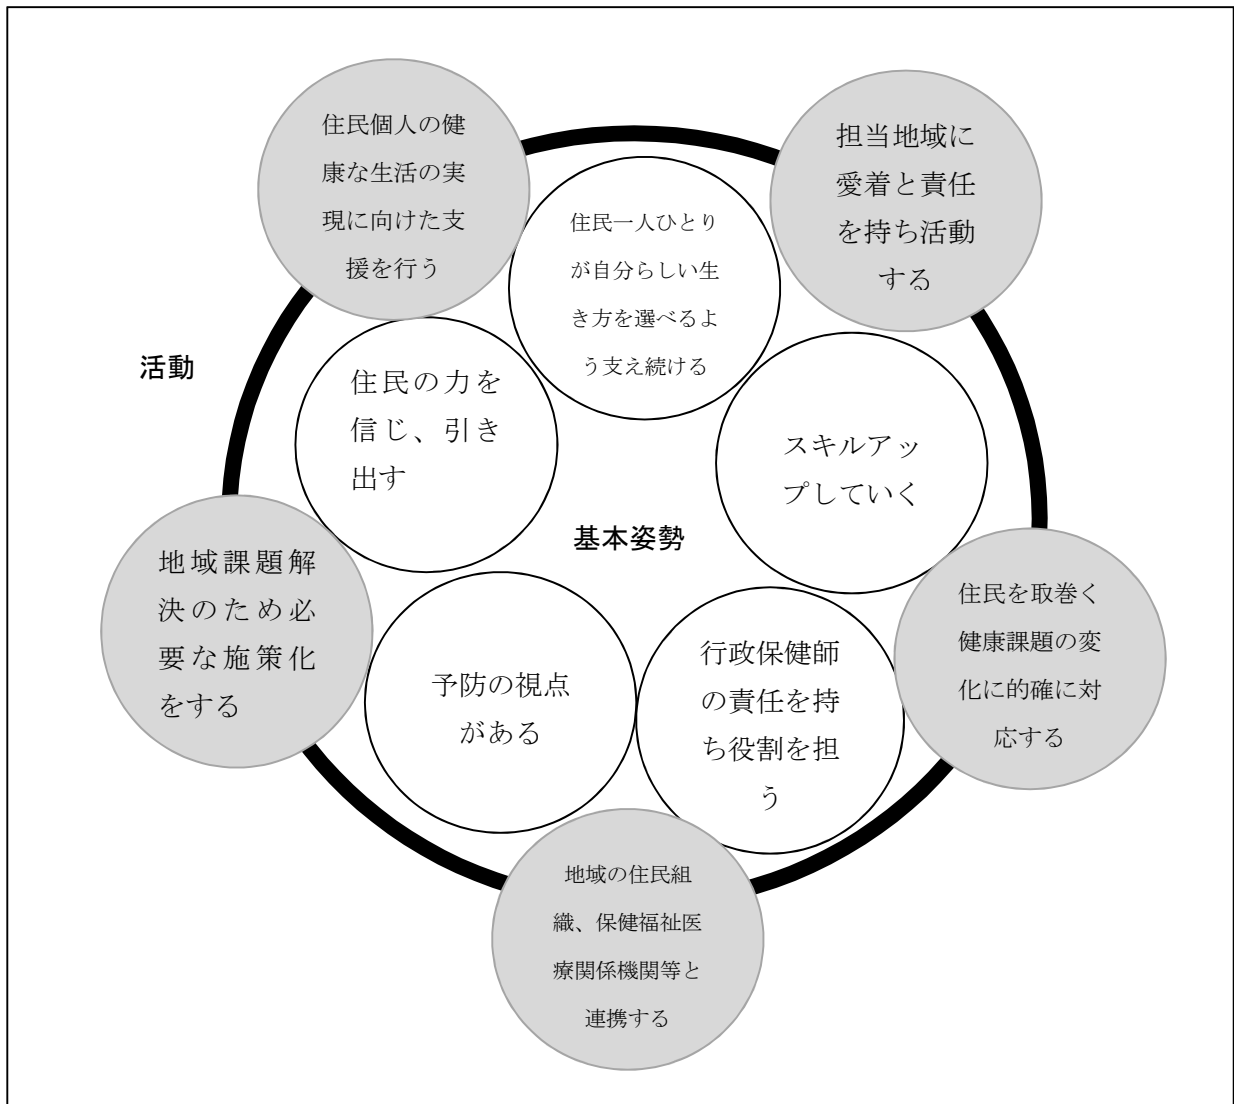 住民個人の健
康な生活の実
現に向けた支
援を行う
担当地域に
愛着と責任
を持ち活動
する
住民一人ひとり
が自分らしい生
き方を選べるよ
う支え続ける
活動
住民の力を
信じ、引き
出す
スキルアッ
プしていく
基本姿勢
地域課題解
決のため必
要な施策化
をする
住民を取巻く
健康課題の変
化に的確に対
応する
予防の視点
がある
行政保健師
の責任を持
ち役割を担
う
地域の住民組
織、保健福祉医
療関係機関等と
連携する